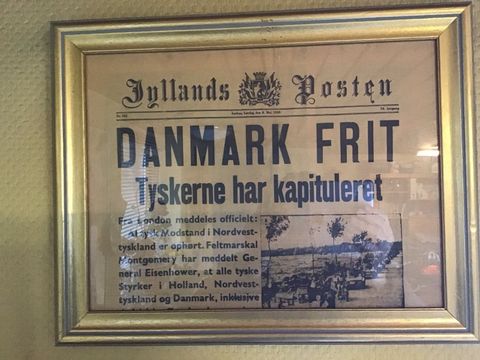 Jyllands Posten
DANMARK FRIT
Tyskerne har kapituleret
Fra London meddeles officielt:
Al tysk Modstand i Nordvest-
tyskland er ophørt. Feltmarskal
Montgomery har meddelt Ge-
neral Eisenhower, at alle tyske
Styrker i Holland, Nordvest-
tyskland og Danmark, inklusive